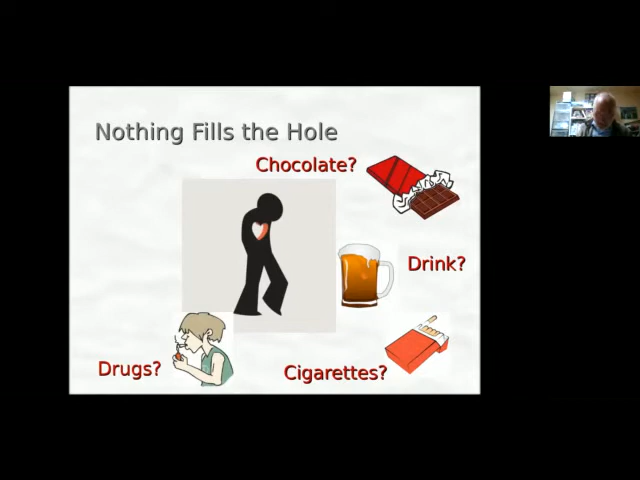 Nothing Fills the Hole
Chocolate?
Drink?
Drugs?
Cigarettes?